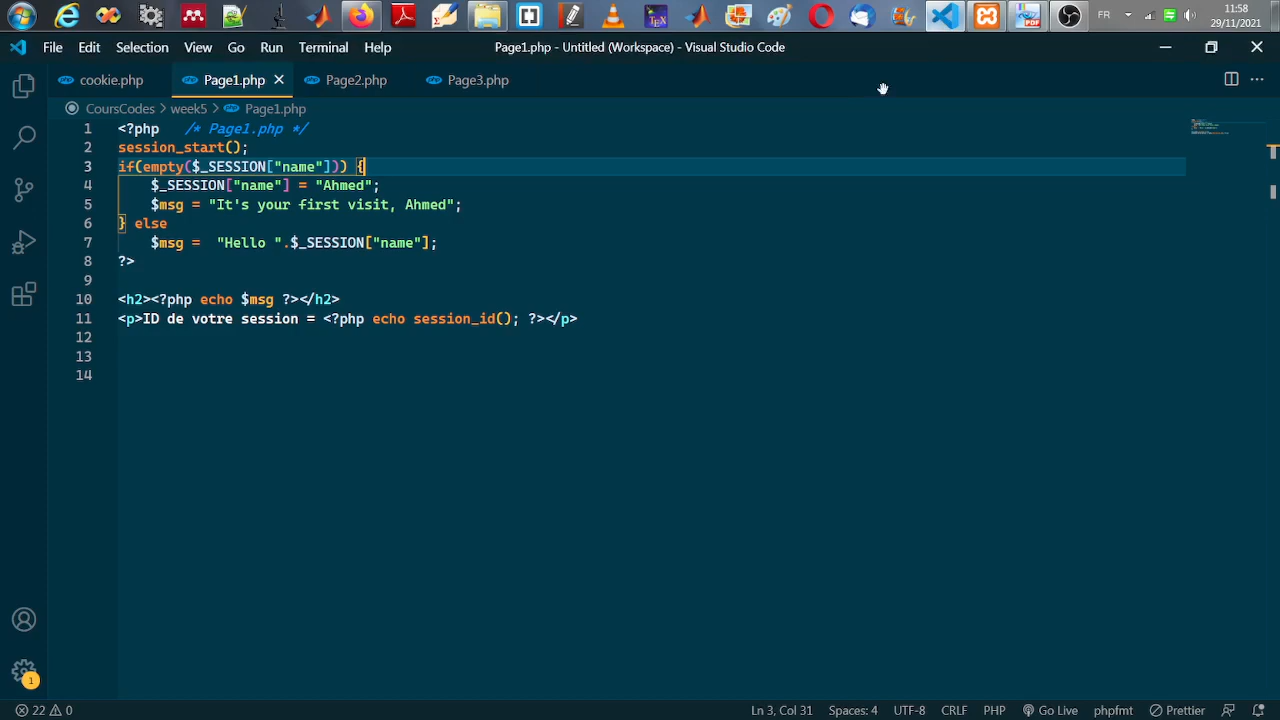 11:58
FR
29/11/2021
File Edit Selection View Go Run Terminal Help
Page1.php - Untitled (Workspace) - Visual Studio Code
cookie.php Page1.php Page2.php Page3.php
CoursCodes > week5 > Page1.php
1 <?php /* Page1.php */
2 session_start();
3 if(empty($_SESSION["name"])) {
4 $_SESSION["name"] = "Ahmed";
5 $msg = "It's your first visit, Ahmed";
6 } else
7 $msg = "Hello ".$_SESSION["name"];
8 ?>
9
10 <h2><?php echo $msg ?></h2>
11 <p>ID de votre session = <?php echo session_id(); ?></p>
12
13
14
1
22 0 Ln 3, Col 31 Spaces: 4 UTF-8 CRLF PHP Go Live phpfmt Prettier